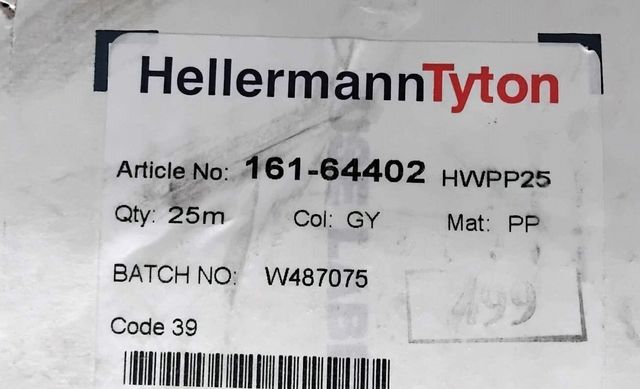 HellermannTyton
Article No: 161-64402 HWPP25
Qty: 25m Col: GY Mat: PP
BATCH NO: W487075
499
Code 39